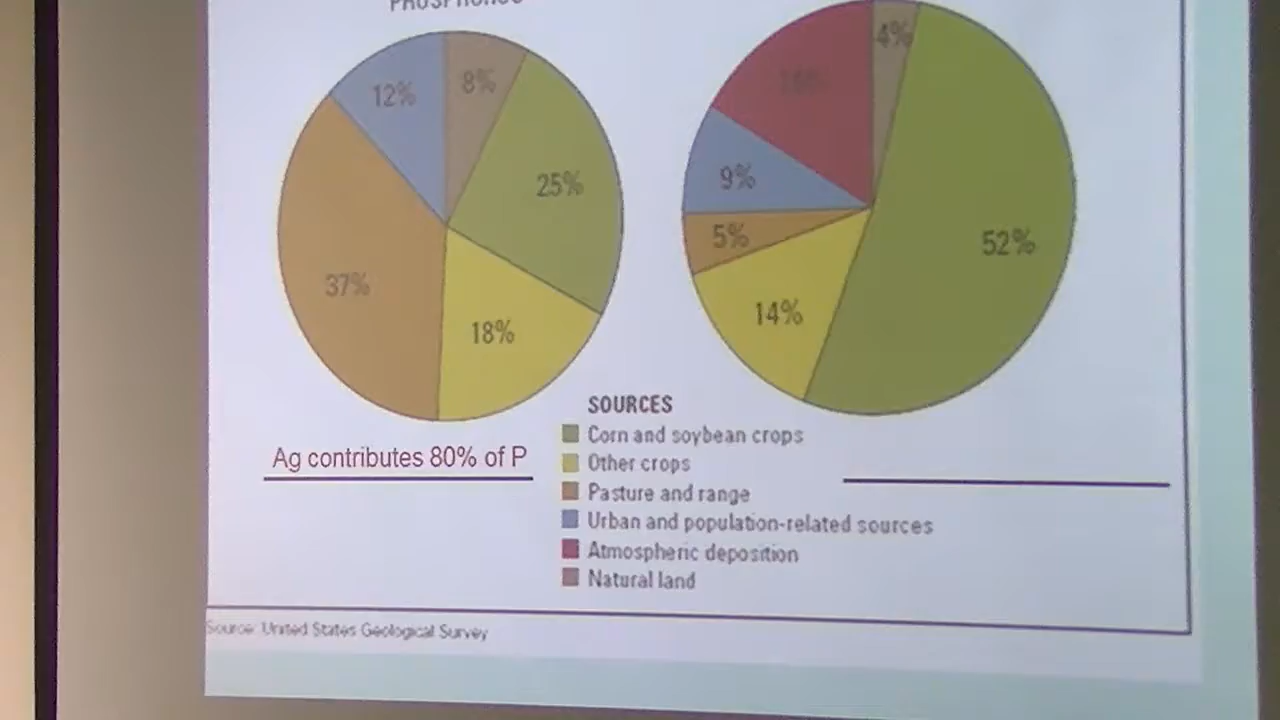 PHOSPHORUS
12%
8%
25%
37%
18%
4%
16%
9%
5%
52%
14%
Ag contributes 80% of P
SOURCES
Corn and soybean crops
Other crops
Pasture and range
Urban and population-related sources
Atmospheric deposition
Natural land
Source: United States Geological Survey